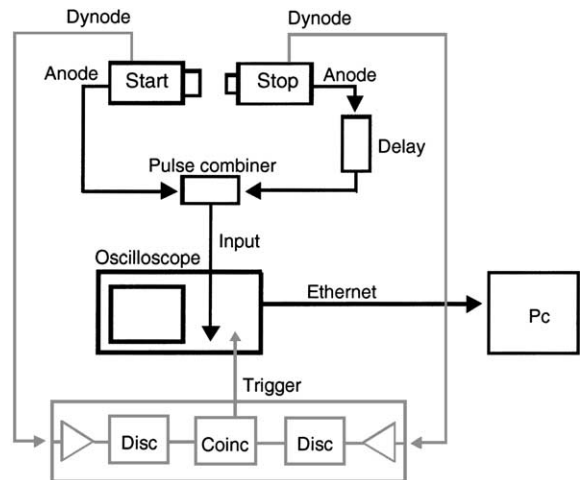 Dynode
Dynode
Anode
Start
Stop
Anode
Delay
Pulse combiner
Input
Oscilloscope
Ethernet
Pc
Trigger
Disc
Coinc
Disc